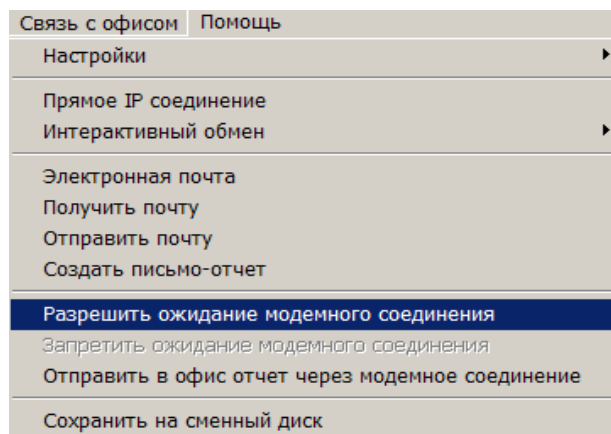 Связь с офисом Помощь
Настройки
Прямое IP соединение
Интерактивный обмен
Электронная почта
Получить почту
Отправить почту
Создать письмо-отчет
Разрешить ожидание модемного соединения
Запретить ожидание модемного соединения
Отправить в офис отчет через модемное соединение
Сохранить на сменный диск